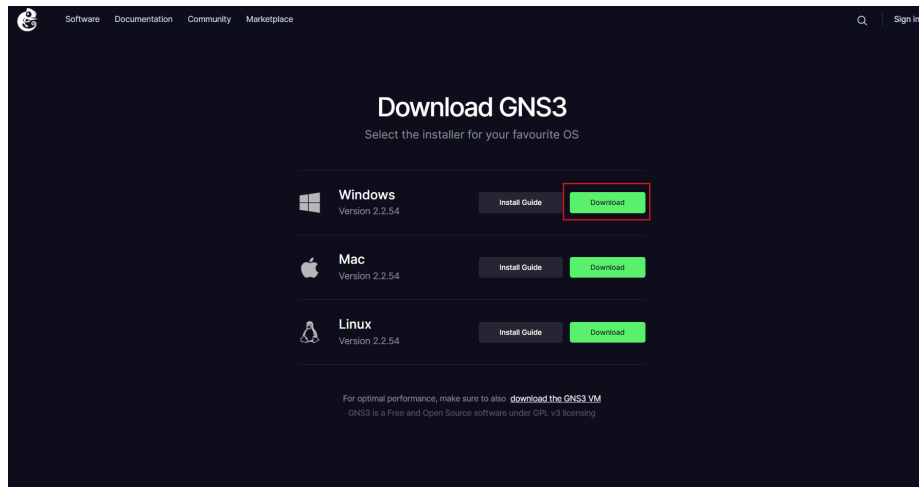 Software Documentation Community Marketplace Sign in
Download GNS3
Select the installer for your favourite OS
Windows
Version 2.2.54
Install Guide Download
Mac
Version 2.2.54
Install Guide Download
Linux
Version 2.2.54
Install Guide Download
For optimal performance, make sure to also download the GNS3 VM
GNS3 is a Free and Open Source software under GPL v3 licensing